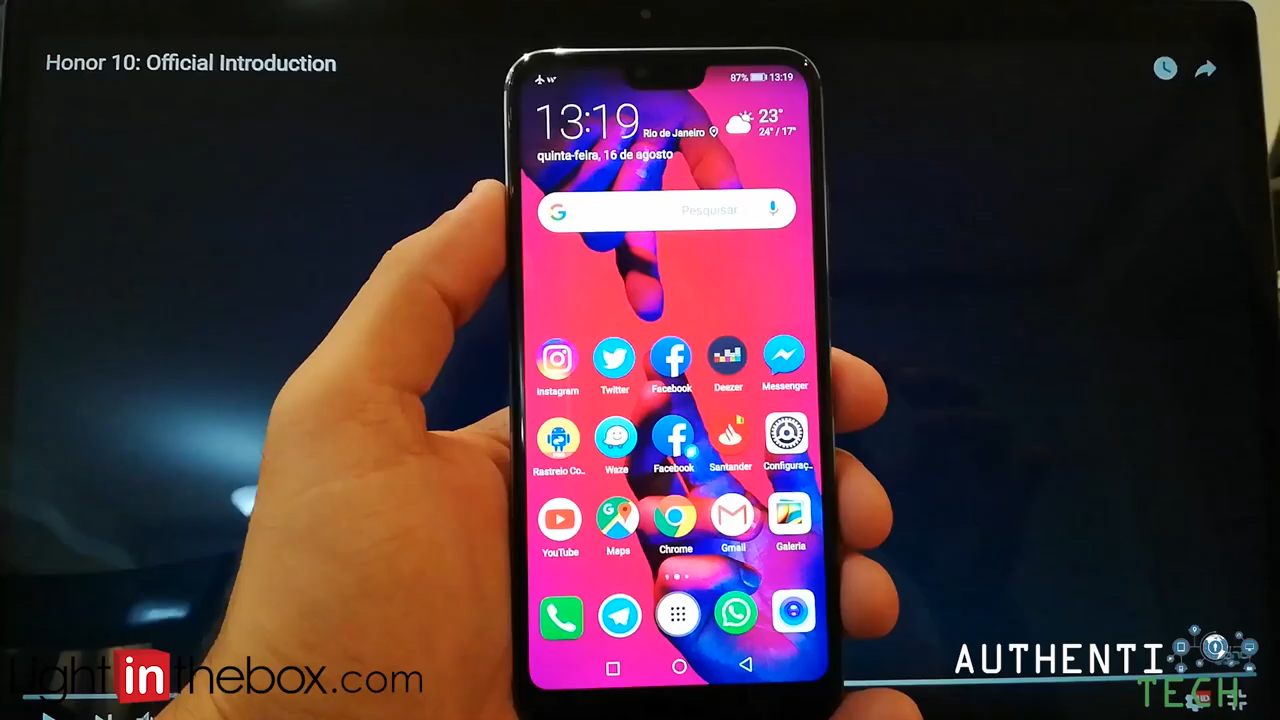 Honor 10: Official Introduction
87% 13:19
13:19 Rio de Janeiro 23°
24° / 17°
quinta-feira, 16 de agosto
Pesquisar...
Instagram Twitter Facebook Deezer Messenger
Rastreio Co.. Waze Facebook Santander Configuraç..
YouTube Maps Chrome Gmail Galeria
Lightinthebox.com
AUTHENTI
TECH